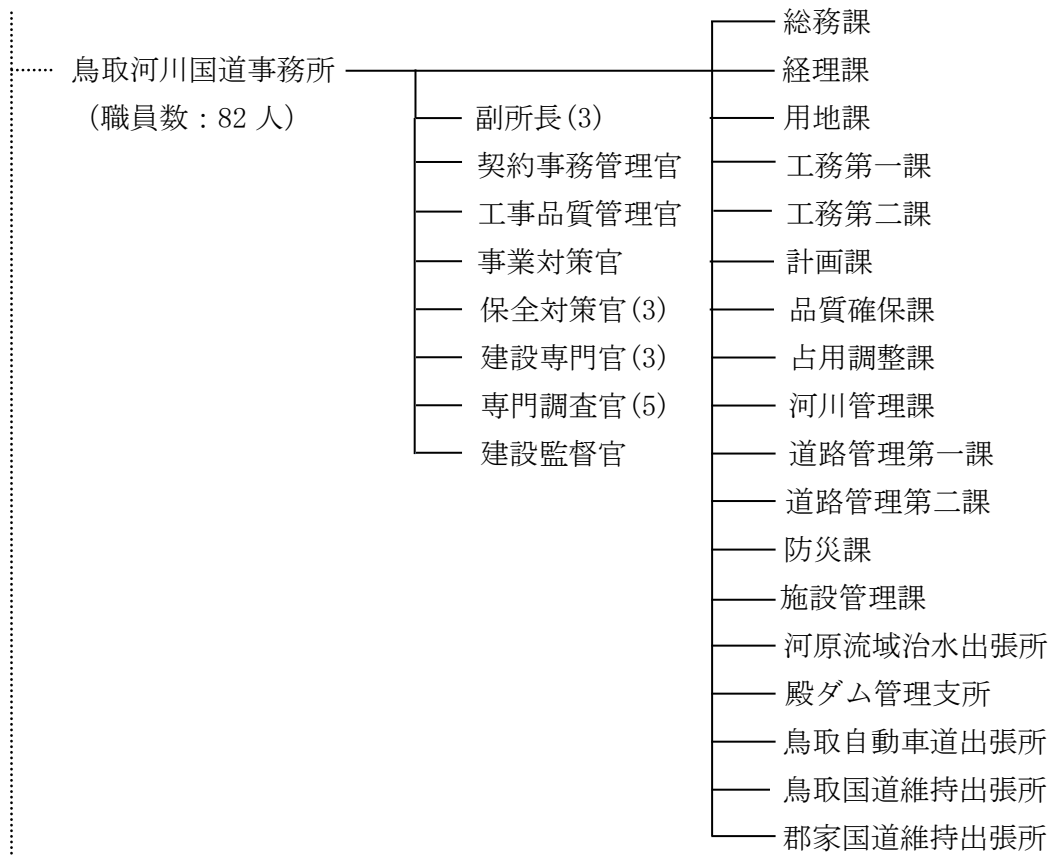 鳥取河川国道事務所
（職員数：82 人）
副所長(3)
契約事務管理官
工事品質管理官
事業対策官
保全対策官(3)
建設専門官(3)
専門調査官(5)
建設監督官
総務課
経理課
用地課
工務第一課
工務第二課
計画課
品質確保課
占用調整課
河川管理課
道路管理第一課
道路管理第二課
防災課
施設管理課
河原流域治水出張所
殿ダム管理支所
鳥取自動車道出張所
鳥取国道維持出張所
郡家国道維持出張所